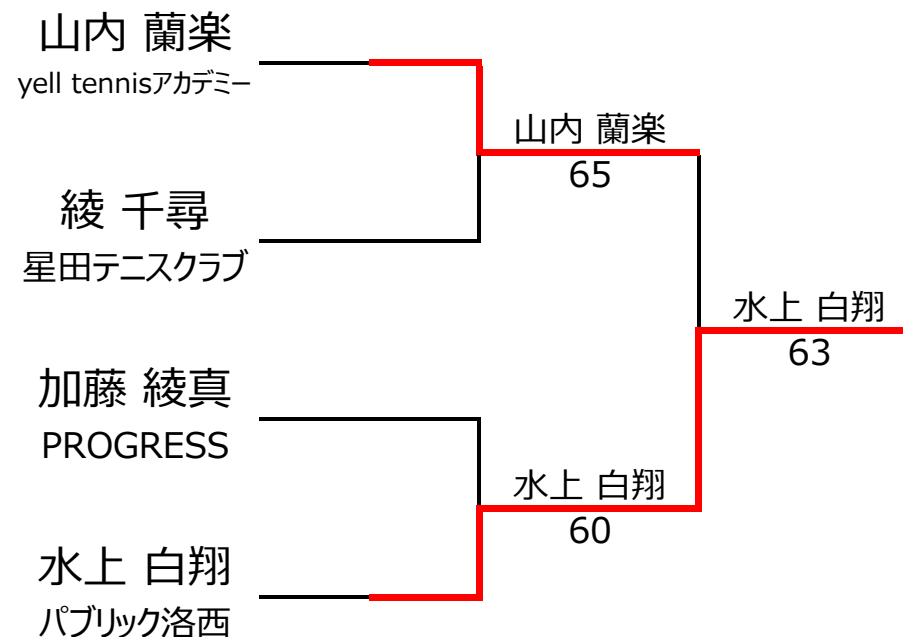 山内 蘭楽
yell tennisアカデミー
綾 千尋
星田テニスクラブ
加藤 綾真
PROGRESS
水上 白翔
パブリック洛西
山内 蘭楽
65
水上 白翔
60
水上 白翔
63